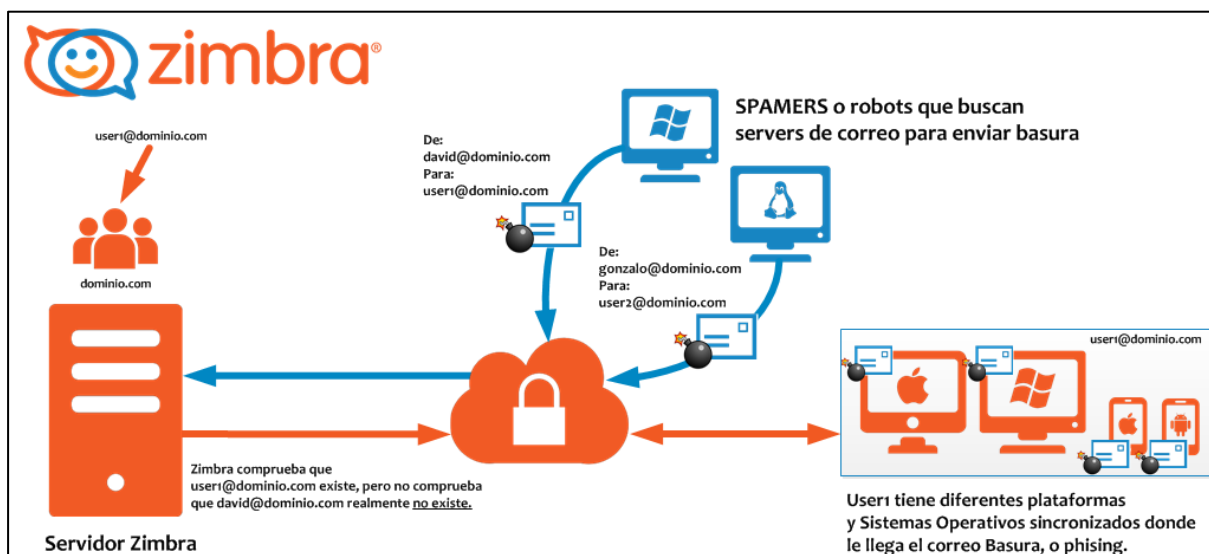 zimbra®
user1@dominio.com
dominio.com
De:
david@dominio.com
Para:
user1@dominio.com
SPAMERS o robots que buscan
servers de correo para enviar basura
De:
gonzalo@dominio.com
Para:
user2@dominio.com
user1@dominio.com
Zimbra comprueba que
user1@dominio.com existe, pero no comprueba
que david@dominio.com realmente no existe.
Servidor Zimbra
User1 tiene diferentes plataformas
y Sistemas Operativos sincronizados donde
le llega el correo Basura, o phising.